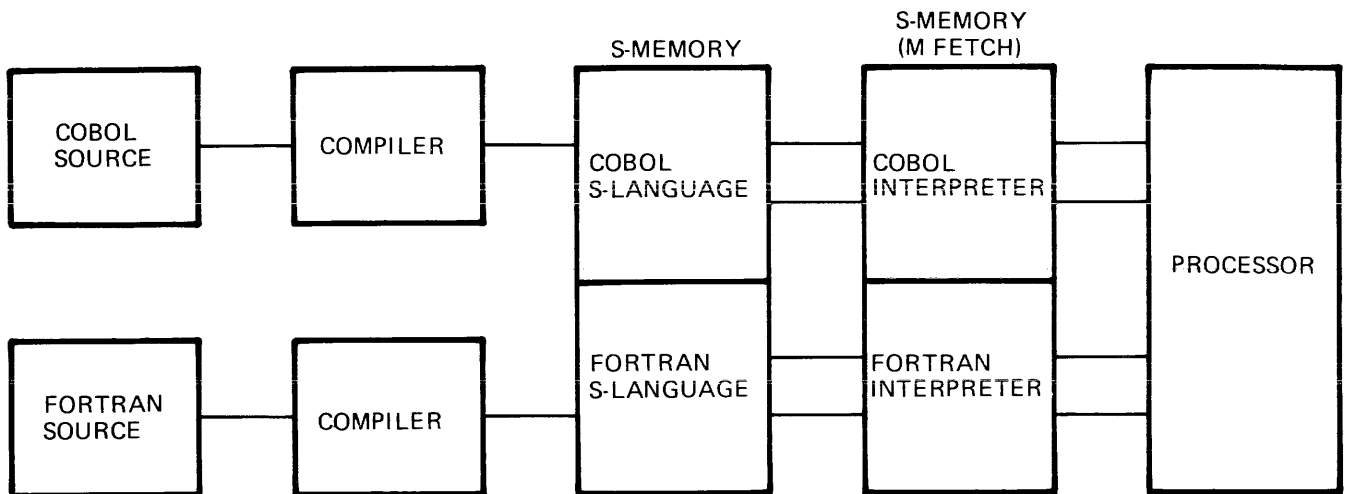 S-MEMORY
S-MEMORY
(M FETCH)
COBOL
SOURCE
COMPILER
COBOL
S-LANGUAGE
COBOL
INTERPRETER
PROCESSOR
FORTRAN
SOURCE
COMPILER
FORTRAN
S-LANGUAGE
FORTRAN
INTERPRETER